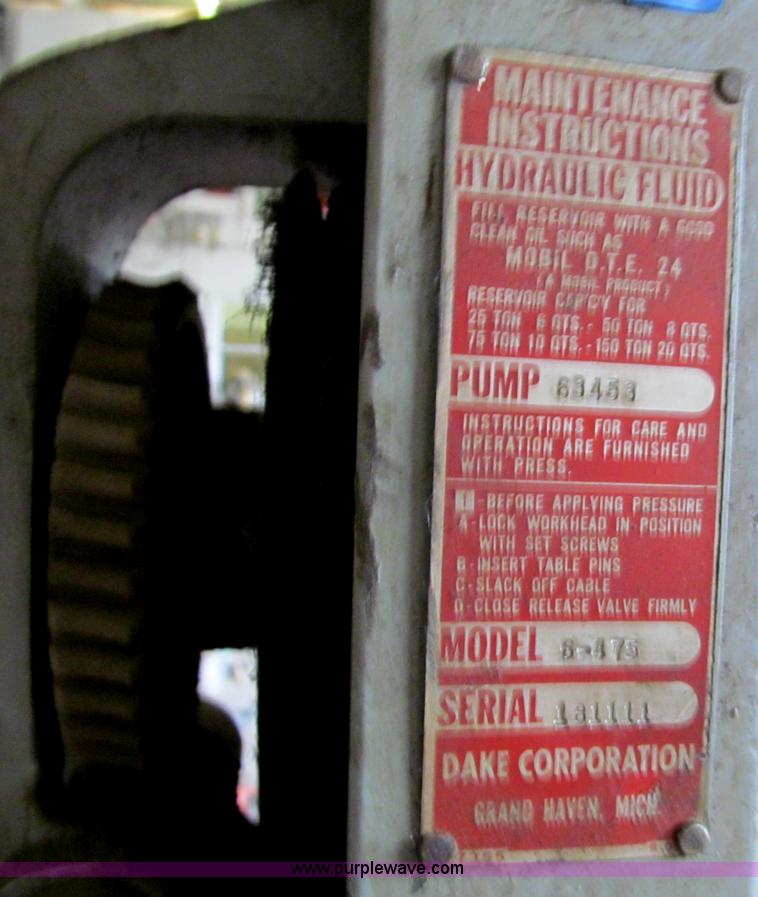 MAINTENANCE
INSTRUCTIONS
HYDRAULIC FLUID
FILL RESERVOIR WITH A GOOD
CLEAN OIL SUCH AS
MOBIL D.T.E. 24
(A MOBIL PRODUCT)
RESERVOIR CAP'C'Y FOR
25 TON 6 QTS. - 50 TON 8 QTS.
75 TON 10 QTS. - 150 TON 20 QTS.
PUMP 63453
INSTRUCTIONS FOR CARE AND
OPERATION ARE FURNISHED
WITH PRESS.
1 - BEFORE APPLYING PRESSURE
A - LOCK WORKHEAD IN POSITION
WITH SET SCREWS
B - INSERT TABLE PINS
C - SLACK OFF CABLE
D - CLOSE RELEASE VALVE FIRMLY
MODEL 6-475
SERIAL 181111
DAKE CORPORATION
GRAND HAVEN, MICH
www.purplewave.com